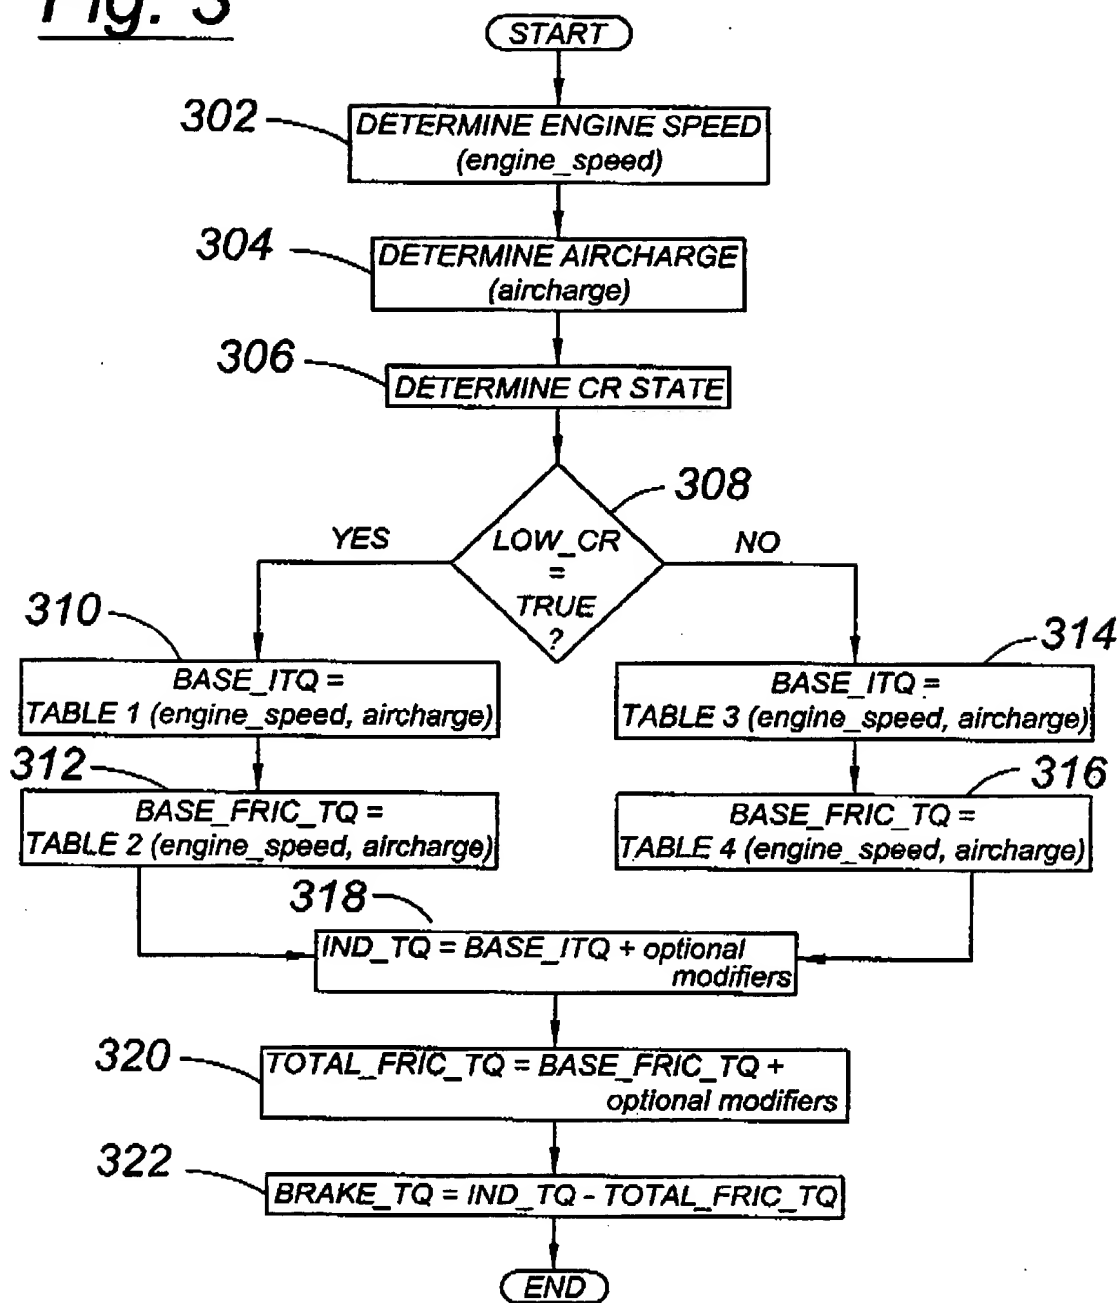 Fig. 3
START
302
DETERMINE ENGINE SPEED
(engine_speed)
304
DETERMINE AIRCHARGE
(aircharge)
306
DETERMINE CR STATE
308
YES
LOW_CR
=
TRUE
?
NO
310
BASE_ITQ =
TABLE 1 (engine_speed, aircharge)
314
BASE_ITQ =
TABLE 3 (engine_speed, aircharge)
312
BASE_FRIC_TQ =
TABLE 2 (engine_speed, aircharge)
316
BASE_FRIC_TQ =
TABLE 4 (engine_speed, aircharge)
318
IND_TQ = BASE_ITQ + optional
modifiers
320
TOTAL_FRIC_TQ = BASE_FRIC_TQ +
optional modifiers
322
BRAKE_TQ = IND_TQ - TOTAL_FRIC_TQ
END